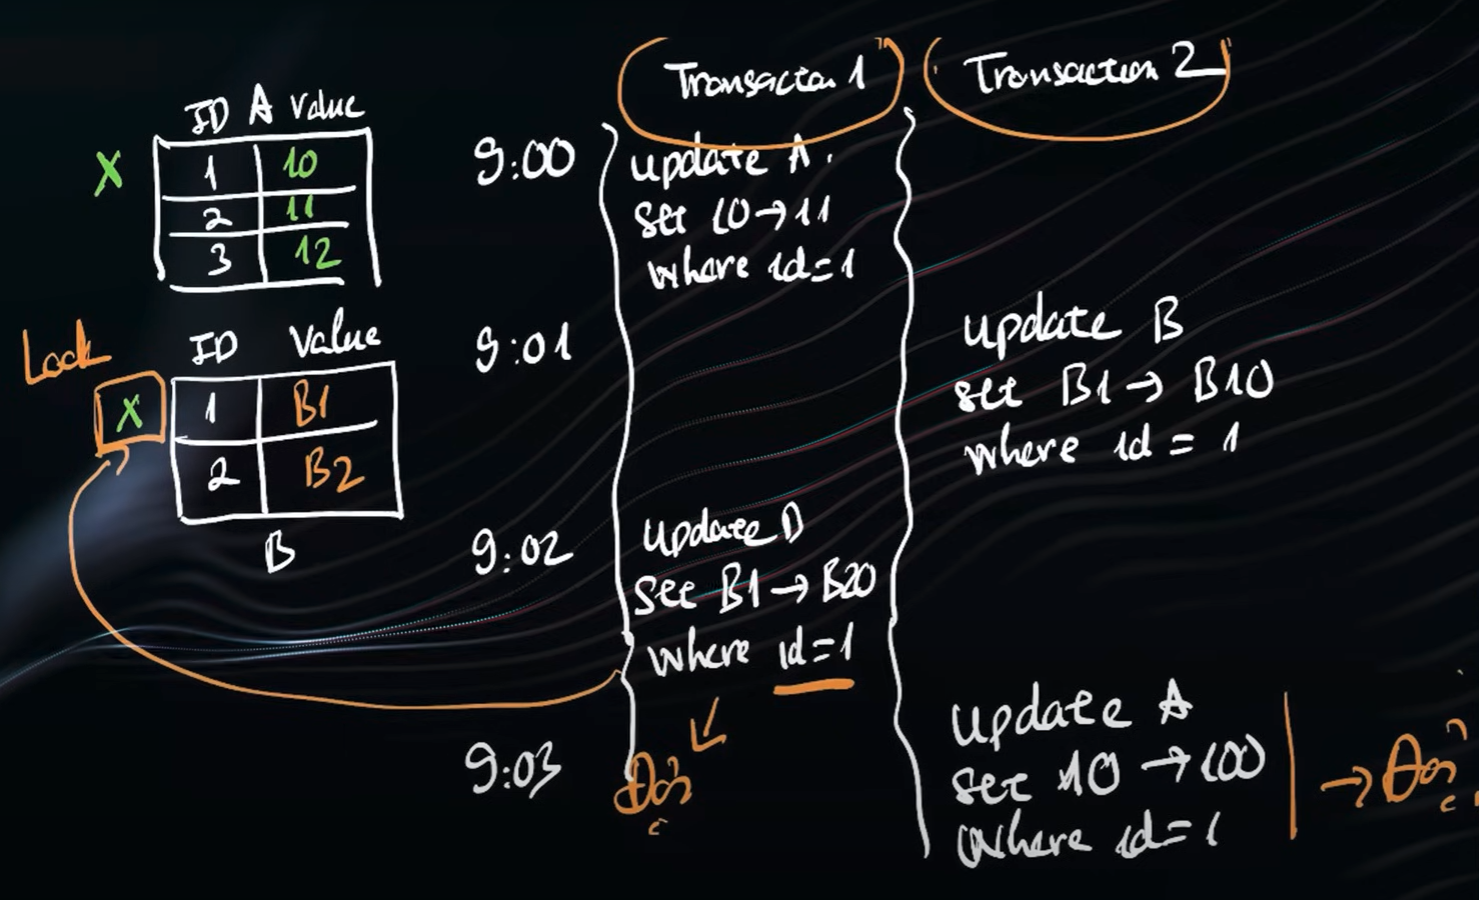 Transaction 1
Transaction 2
ID A Value
X
1 10
2 11
3 12
9:00
update A.
set 10→11
where id=1
Lock
ID Value
X
1 B1
2 B2
B
9:01
update B
set B1 → B10
where id = 1
9:02
update B
set B1 → B20
where id=1
Đợi
9:03
update A
set 10 → 100
where id=1
→ Đợi